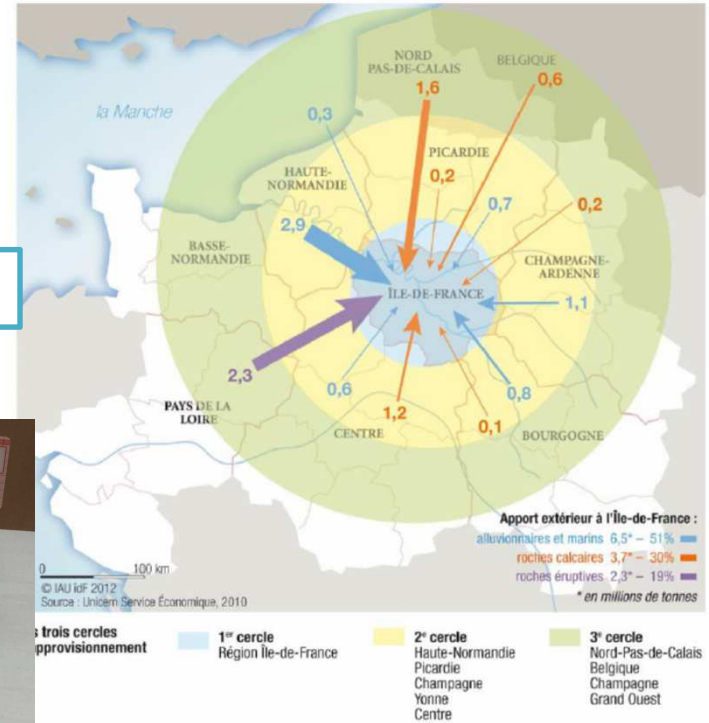 NORD
PAS-DE-CALAIS
1,6
BELGIQUE
0,6
la Manche
0,3
PICARDIE
0,2
HAUTE-
NORMANDIE
2,9
0,7
0,2
BASSE-
NORMANDIE
CHAMPAGNE-
ARDENNE
ÎLE-DE-FRANCE
1,1
2,3
0,6
0,8
PAYS DE LA
LOIRE
1,2
0,1
CENTRE
BOURGOGNE
Apport extérieur à l'Île-de-France :
alluvionnaires et marins 6,5* – 51%
roches calcaires 3,7* – 30%
roches éruptives 2,3* – 19%
* en millions de tonnes
0 100 km
© IAU îdF 2012
Source : Unicem Service Économique, 2010
s trois cercles
approvisionnement
1er cercle
Région Île-de-France
2e cercle
Haute-Normandie
Picardie
Champagne
Yonne
Centre
3e cercle
Nord-Pas-de-Calais
Belgique
Champagne
Grand Ouest